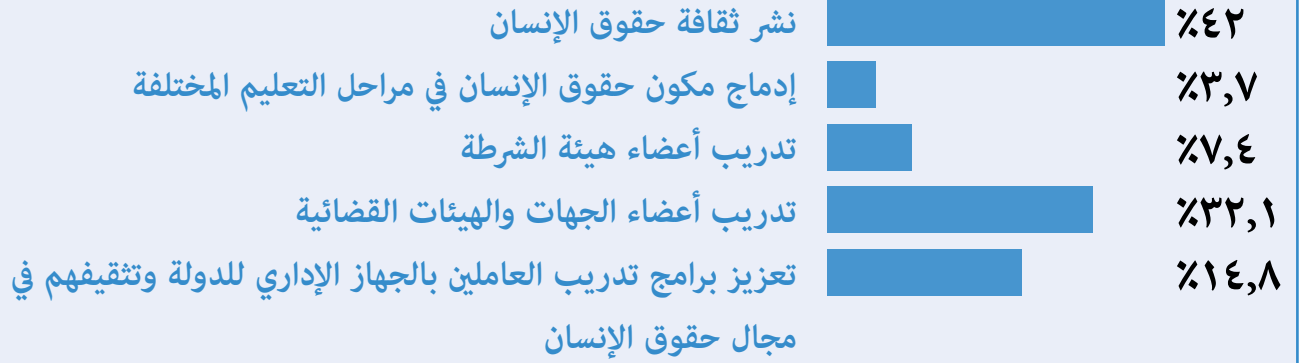 نشر ثقافة حقوق الإنسان ٪٤٢
إدماج مكون حقوق الإنسان في مراحل التعليم المختلفة ٪٣,٧
تدريب أعضاء هيئة الشرطة ٪٧,٤
تدريب أعضاء الجهات والهيئات القضائية ٪٣٢,١
تعزيز برامج تدريب العاملين بالجهاز الإداري للدولة وتثقيفهم في ٪١٤,٨
مجال حقوق الإنسان